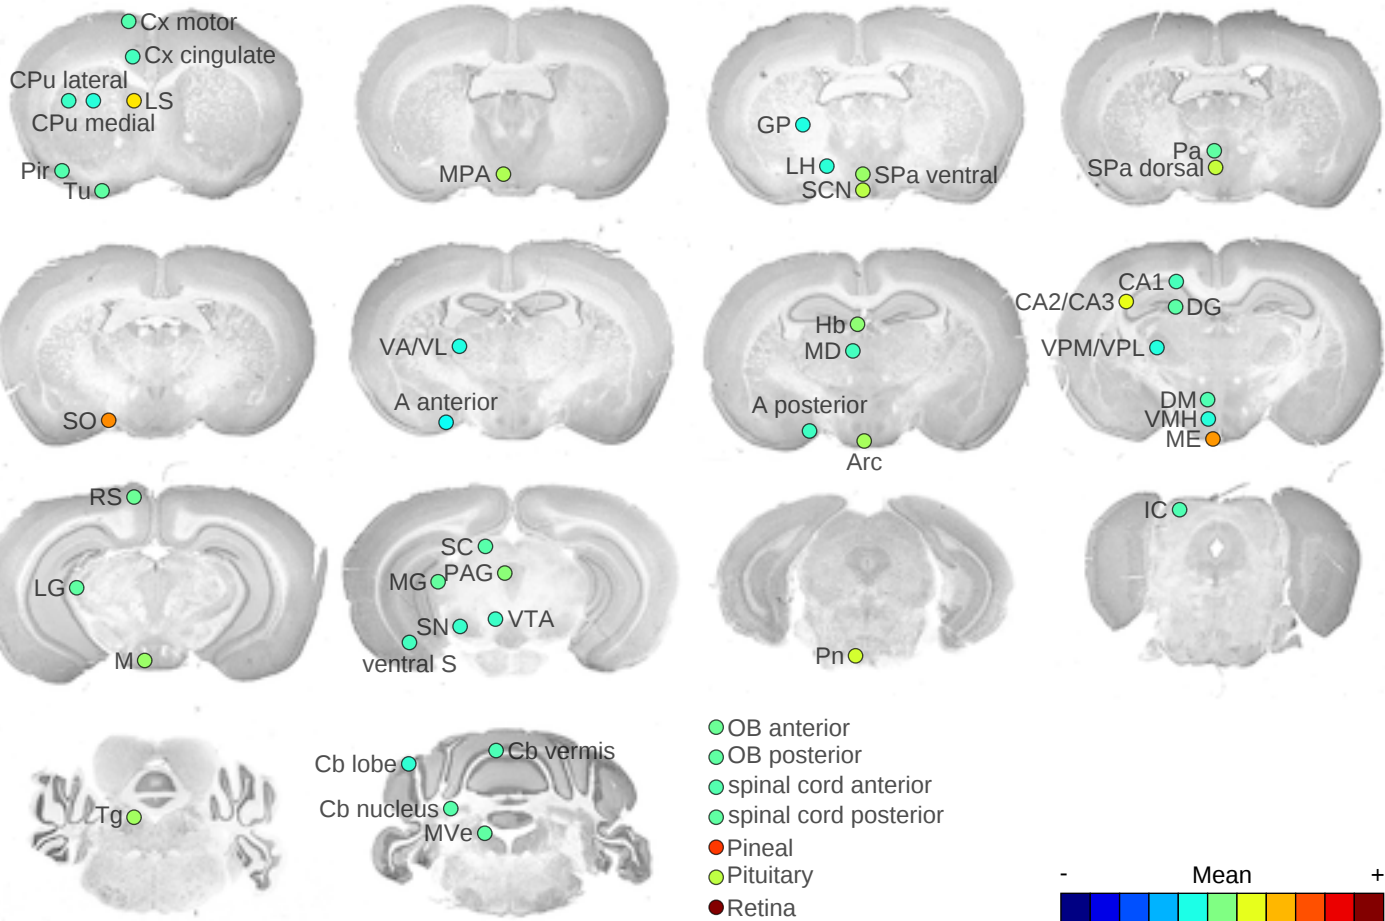 Cx motor
Cx cingulate
CPu lateral
LS
CPu medial
Pir
Tu
MPA
GP
LH
SPa ventral
SCN
Pa
SPa dorsal
SO
VA/VL
A anterior
Hb
MD
A posterior
Arc
CA1
CA2/CA3
DG
VPM/VPL
DM
VMH
ME
RS
LG
M
SC
PAG
MG
VTA
SN
ventral S
Pn
IC
Tg
Cb lobe
Cb vermis
Cb nucleus
MVe
OB anterior
OB posterior
spinal cord anterior
spinal cord posterior
Pineal
Pituitary
Retina
- Mean +